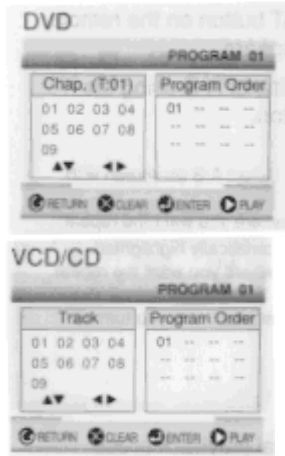 DVD
PROGRAM 01
Chap. (T:01) Program Order
01 02 03 04 01 -- -- --
05 06 07 08 -- -- -- --
09 -- -- -- --
RETURN CLEAR ENTER PLAY
VCD/CD
PROGRAM 01
Track Program Order
01 02 03 04 01 -- -- --
05 06 07 08 -- -- -- --
09 -- -- -- --
RETURN CLEAR ENTER PLAY